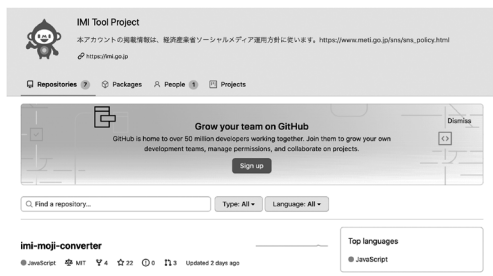 IMI Tool Project
本アカウントの掲載情報は、経済産業省ソーシャルメディア運用方針に従います。https://www.meti.go.jp/sns/sns_policy.html
https://imi.go.jp
Repositories 7 Packages People 1 Projects
Grow your team on GitHub
Dismiss
GitHub is home to over 50 million developers working together. Join them to grow your
own development teams, manage permissions, and collaborate on projects.
Sign up
Find a repository...
Type: All
Language: All
imi-moji-converter
JavaScript MIT 4 22 0 3 Updated 2 days ago
Top languages
JavaScript